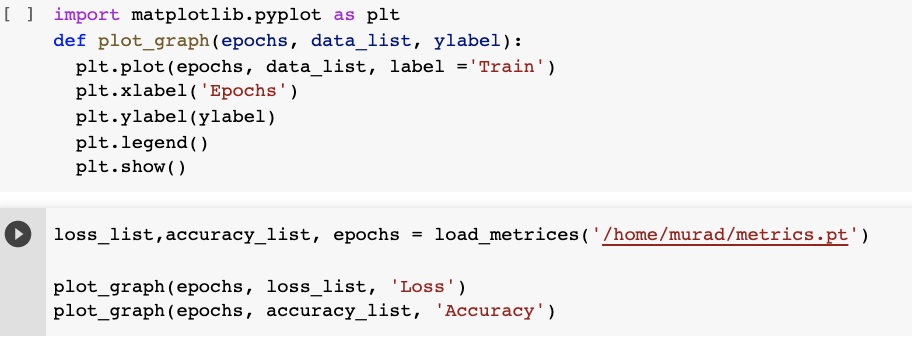 [ ] import matplotlib.pyplot as plt
def plot_graph(epochs, data_list, ylabel):
  plt.plot(epochs, data_list, label ='Train')
  plt.xlabel('Epochs')
  plt.ylabel(ylabel)
  plt.legend()
  plt.show()
loss_list,accuracy_list, epochs = load_metrices('/home/murad/metrics.pt')
plot_graph(epochs, loss_list, 'Loss')
plot_graph(epochs, accuracy_list, 'Accuracy')